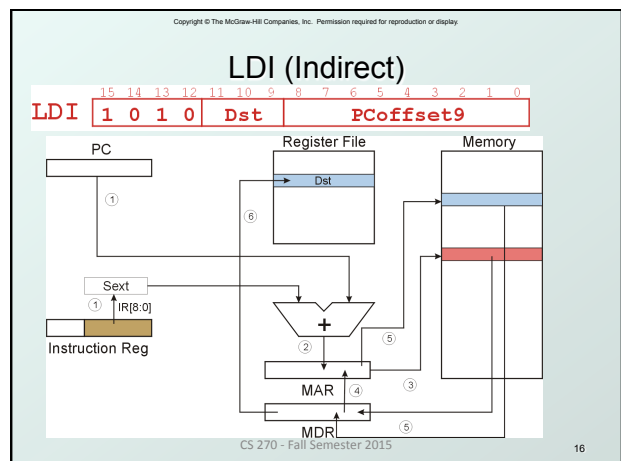 Copyright © The McGraw-Hill Companies, Inc. Permission required for reproduction or display.
LDI (Indirect)
15 14 13 12 11 10 9 8 7 6 5 4 3 2 1 0
LDI 1 0 1 0 Dst PCoffset9
PC Register File Memory
Dst
①
⑥
Sext
① IR[8:0]
+
Instruction Reg
② ⑤
③
MAR ④
MDR ⑤
CS 270 - Fall Semester 2015
16